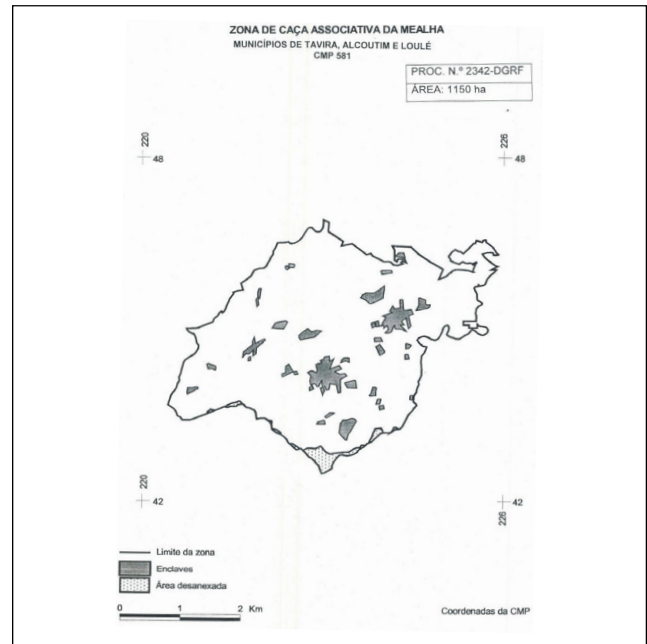 ZONA DE CAÇA ASSOCIATIVA DA MEALHA
MUNICÍPIOS DE TAVIRA, ALCOUTIM E LOULÉ
CMP 581
PROC. N.º 2342-DGRF
ÁREA: 1150 ha
220
48
226
48
220
42
226
42
Limite da zona
Enclaves
Área desanexada
0 1 2 Km
Coordenadas da CMP